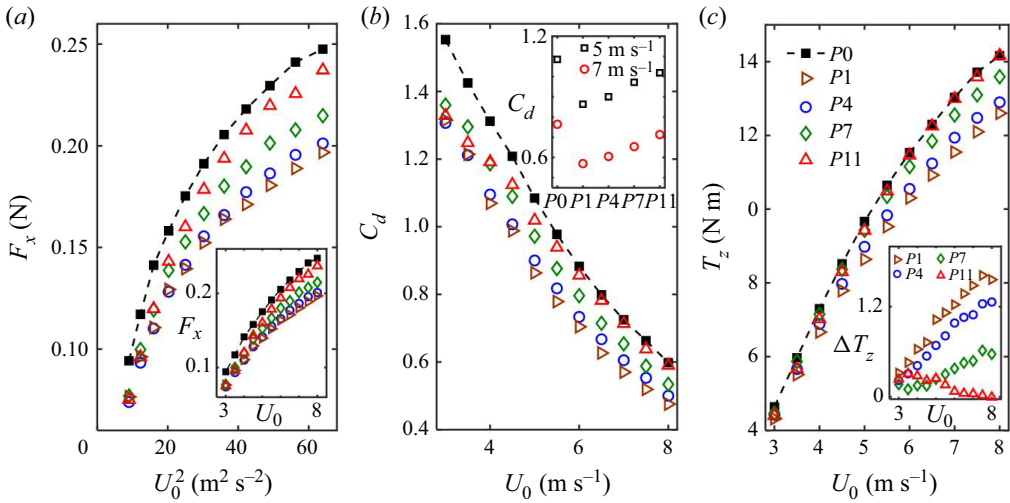 (a)
0.25
0.20
0.15
0.10
F_x (N)
0
20
40
60
U_0^2 (m^2 s^–2)
F_x
0.2
0.1
3
U_0
8
(b)
1.6
1.4
1.2
1.0
0.8
0.6
0.4
C_d
4
6
8
U_0 (m s^–1)
1.2
5 m s^–1
7 m s^–1
C_d
0.6
P0 P1 P4 P7 P11
(c)
14
12
10
8
6
4
T_z (N m)
3
4
5
6
7
8
U_0 (m s^–1)
P0
P1
P4
P7
P11
P1 P7
P4 P11
1.2
ΔT_z
0
3
U_0
8